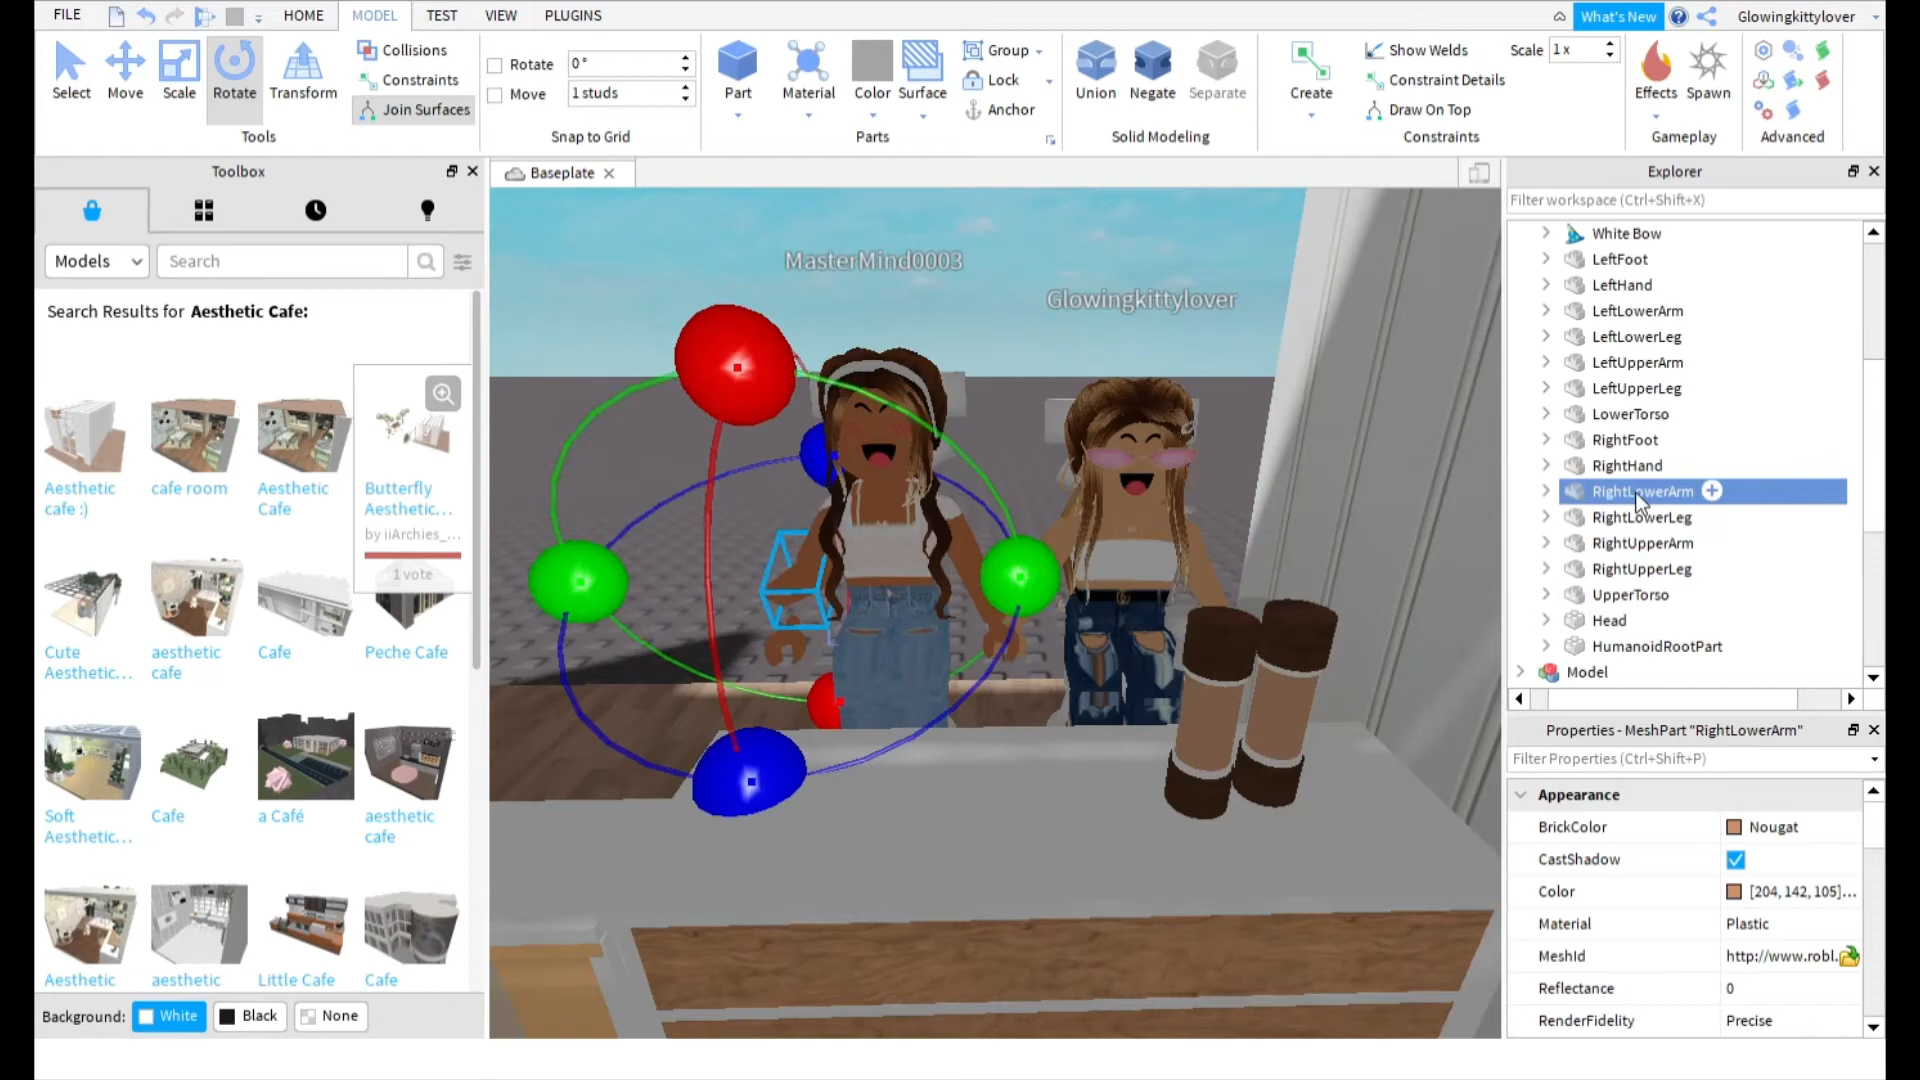 FILE
HOME
MODEL
TEST
VIEW
PLUGINS
What's New
Glowingkittylover
Select
Move
Scale
Rotate
Transform
Collisions
Constraints
Join Surfaces
Tools
Rotate
0°
Move
1 studs
Snap to Grid
Part
Material
Color
Surface
Group
Lock
Anchor
Parts
Union
Negate
Separate
Solid Modeling
Create
Show Welds
Scale
1 x
Constraint Details
Draw On Top
Constraints
Effects
Spawn
Gameplay
Advanced
Toolbox
Models
Search
Search Results for Aesthetic Cafe:
Aesthetic
cafe :)
cafe room
Aesthetic
Cafe
Butterfly
Aesthetic...
by iiArchies_...
1 vote
Cute
Aesthetic...
aesthetic
cafe
Cafe
Peche Cafe
Soft
Aesthetic...
Cafe
a Café
aesthetic
cafe
Aesthetic
aesthetic
Little Cafe
Cafe
Background:
White
Black
None
Baseplate
MasterMind0003
Glowingkittylover
Explorer
Filter workspace (Ctrl+Shift+X)
White Bow
LeftFoot
LeftHand
LeftLowerArm
LeftLowerLeg
LeftUpperArm
LeftUpperLeg
LowerTorso
RightFoot
RightHand
RightLowerArm
RightLowerLeg
RightUpperArm
RightUpperLeg
UpperTorso
Head
HumanoidRootPart
Model
Properties - MeshPart "RightLowerArm"
Filter Properties (Ctrl+Shift+P)
Appearance
BrickColor
Nougat
CastShadow
Color
[204, 142, 105]...
Material
Plastic
MeshId
http://www.robl.
Reflectance
0
RenderFidelity
Precise